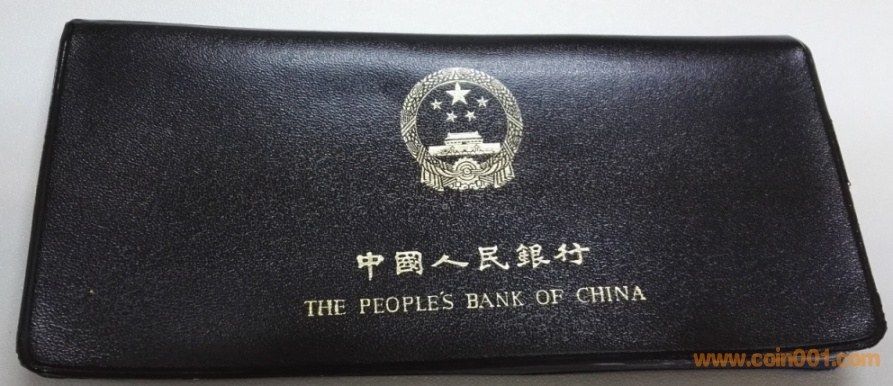 中國人民銀行
THE PEOPLE'S BANK OF CHINA
www.coin001.com